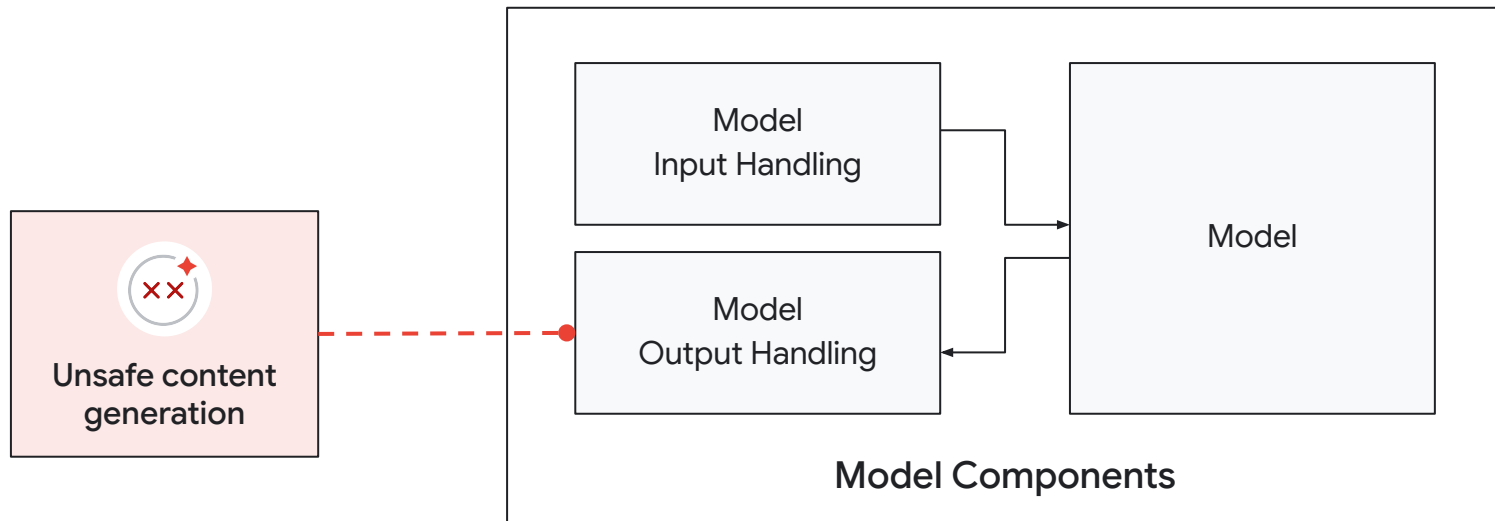 Model
Input Handling
Model
Unsafe content
generation
Model
Output Handling
Model Components